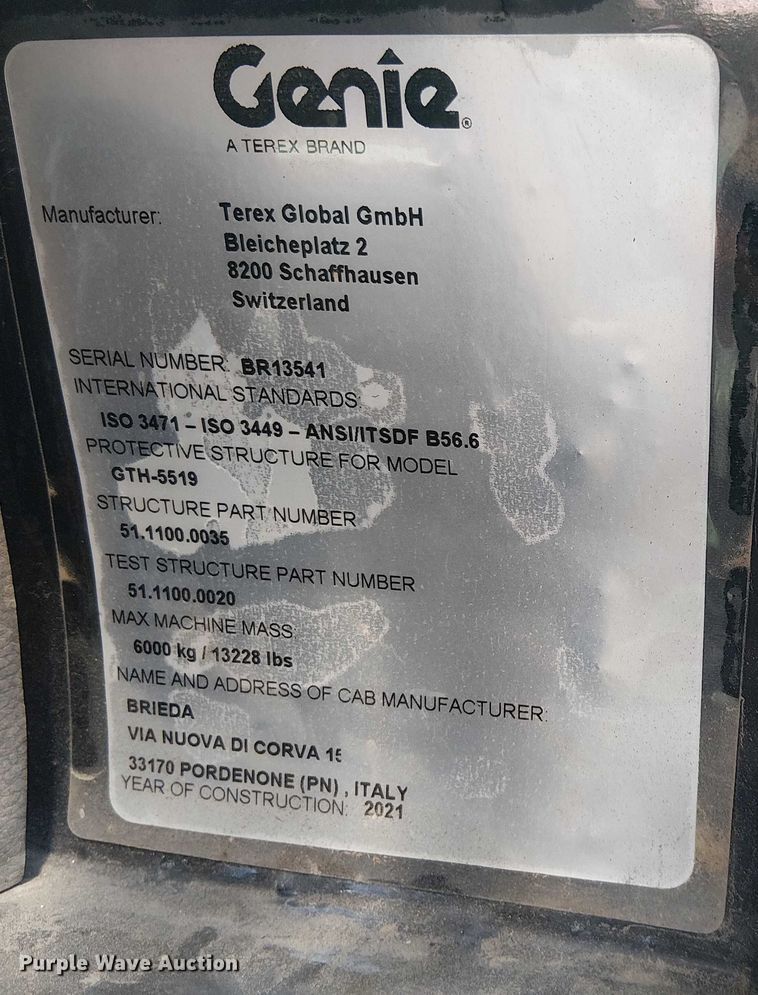 Genie®
A TEREX BRAND
Manufacturer: Terex Global GmbH
Bleicheplatz 2
8200 Schaffhausen
Switzerland
SERIAL NUMBER: BR13541
INTERNATIONAL STANDARDS:
ISO 3471 – ISO 3449 – ANSI/ITSDF B56.6
PROTECTIVE STRUCTURE FOR MODEL
GTH-5519
STRUCTURE PART NUMBER
51.1100.0035
TEST STRUCTURE PART NUMBER
51.1100.0020
MAX MACHINE MASS:
6000 kg / 13228 lbs
NAME AND ADDRESS OF CAB MANUFACTURER:
BRIEDA
VIA NUOVA DI CORVA 15
33170 PORDENONE (PN) , ITALY
YEAR OF CONSTRUCTION: 2021
Purple Wave Auction